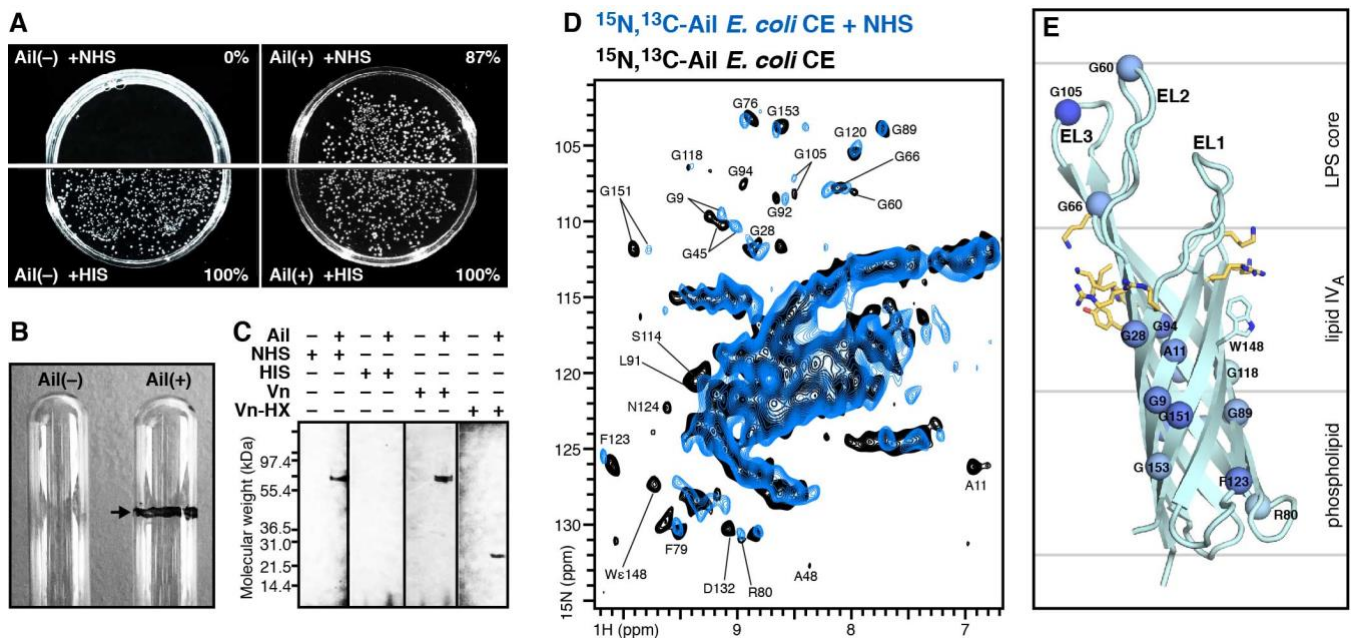 A
Ail(–) +NHS 0%
Ail(+) +NHS 87%
Ail(–) +HIS 100%
Ail(+) +HIS 100%
B
Ail(–) Ail(+)
C
Ail – + – + – + – +
NHS + + – – – – – –
HIS – – + + – – – –
Vn – – – – + + – –
Vn-HX – – – – – – + +
Molecular weight (kDa)
97.4
55.4
36.5
31.0
21.5
14.4
D
¹⁵N,¹³C-Ail E. coli CE + NHS
¹⁵N,¹³C-Ail E. coli CE
G76
G153
G120
G89
G118
G94
G105
G66
G151
G9
G92
G60
G45
G28
S114
L91
N124
F123
A11
F79
Wε148
D132
R80
A48
105
110
115
120
125
130
15N (ppm)
1H (ppm)
9
8
7
E
G60
G105
EL2
EL3
EL1
G66
G28
G94
A11
W148
G118
G9
G151
G89
G153
F123
R80
LPS core
lipid IVA
phospholipid